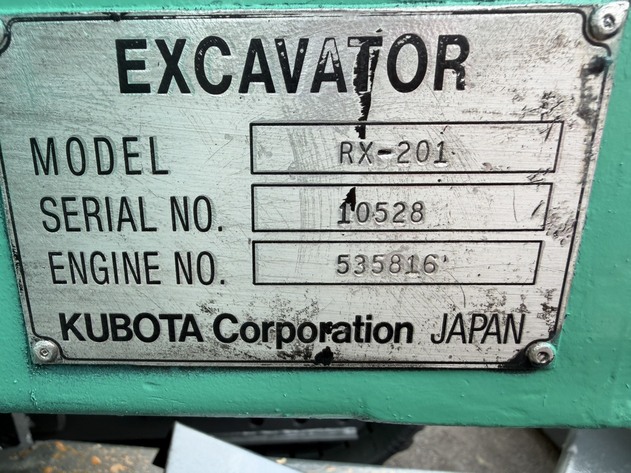 EXCAVATOR
MODEL RX-201
SERIAL NO. 10528
ENGINE NO. 535816
KUBOTA Corporation JAPAN